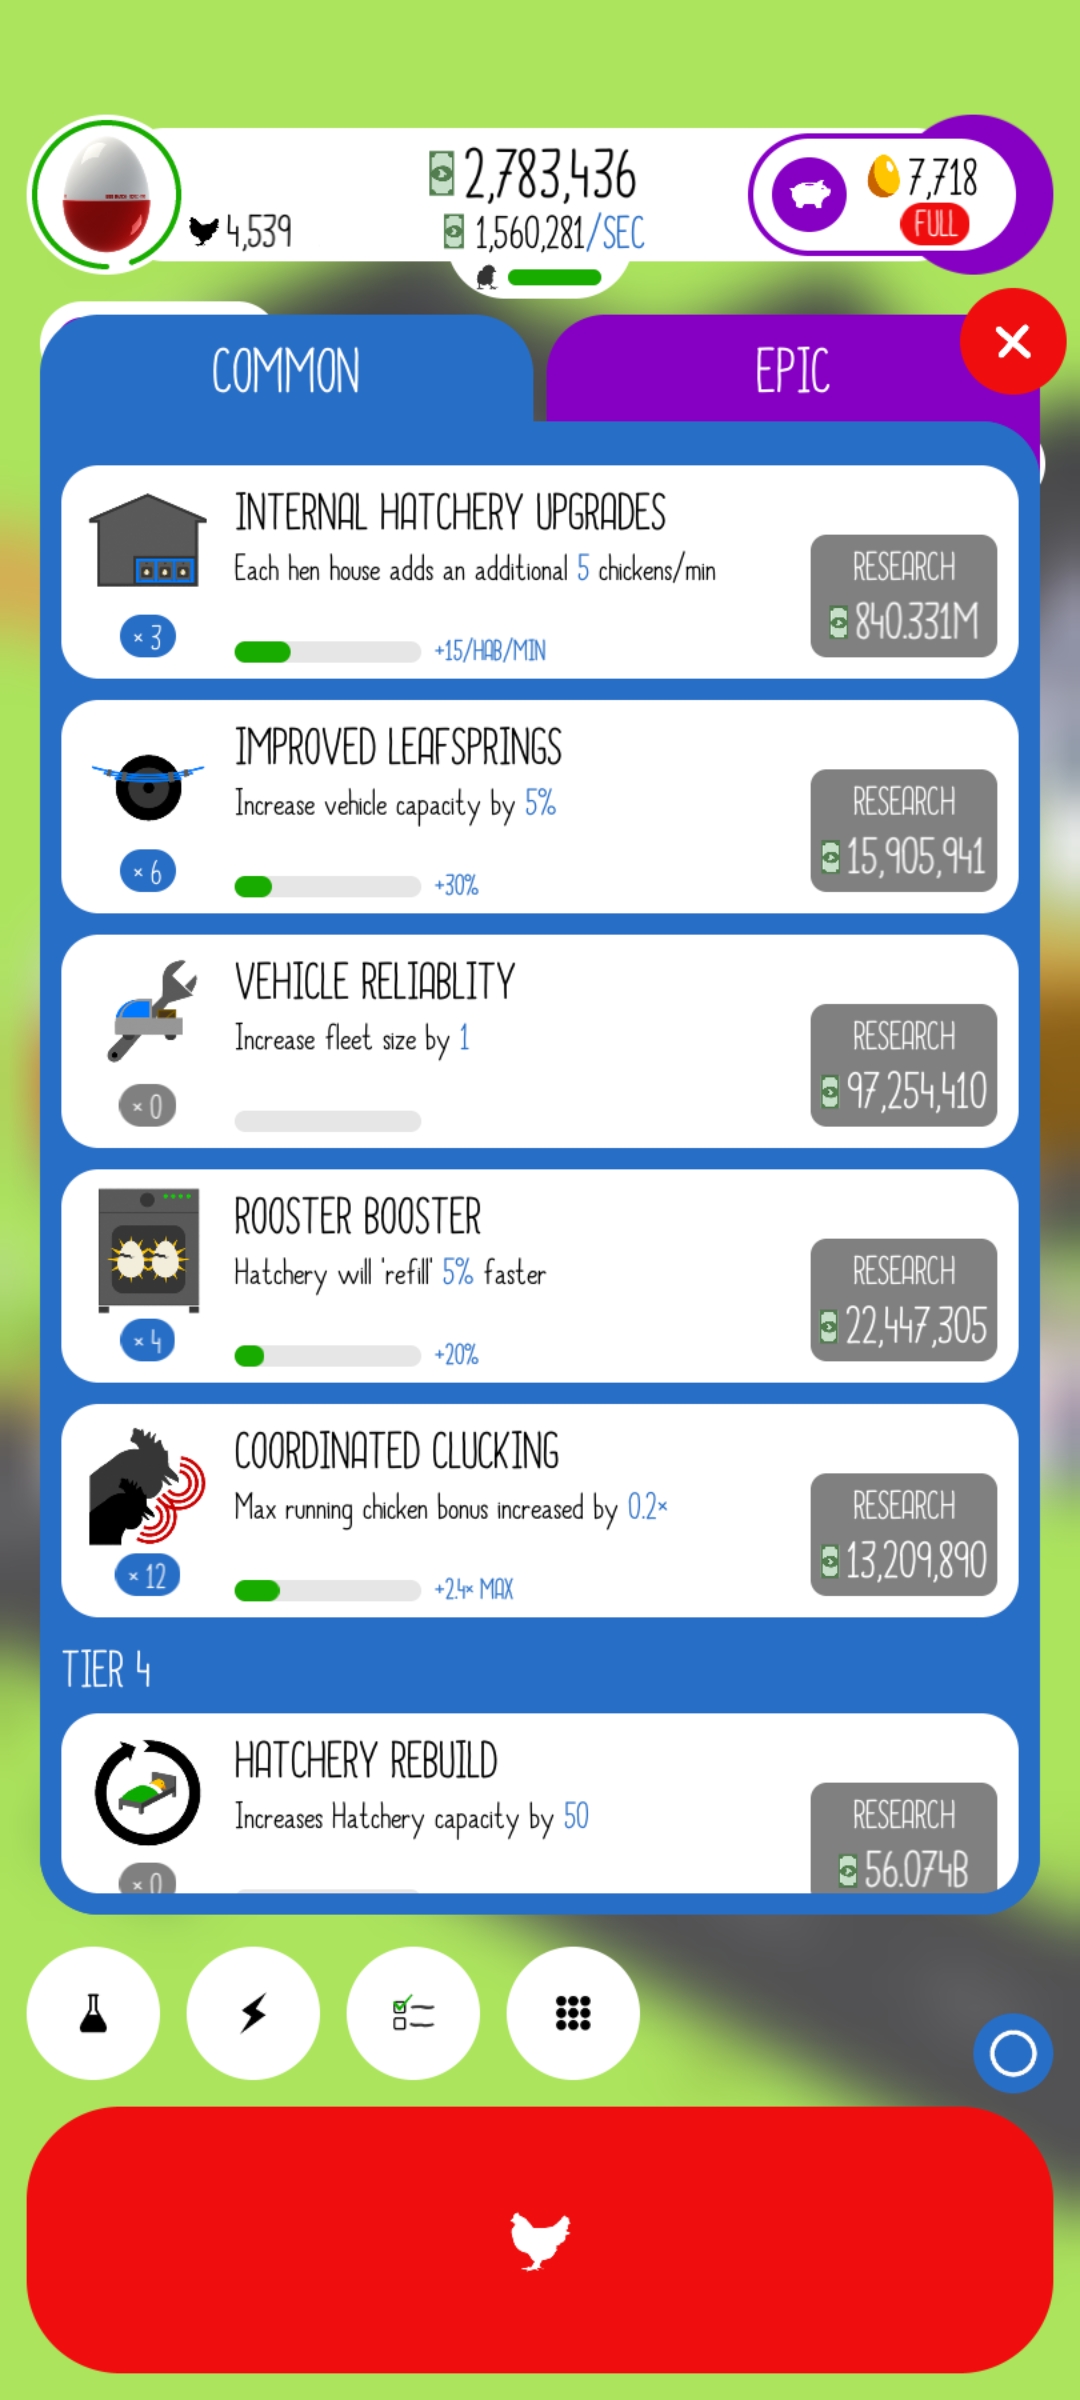 2,783,436
7,718
4,539
1,560,281/SEC
FULL
COMMON
EPIC
INTERNAL HATCHERY UPGRADES
Each hen house adds an additional 5 chickens/min
RESEARCH
840.331M
× 3
+15/HAB/MIN
IMPROVED LEAFSPRINGS
Increase vehicle capacity by 5%
RESEARCH
15,905,941
× 6
+30%
VEHICLE RELIABLITY
Increase fleet size by 1
RESEARCH
97,254,410
× 0
ROOSTER BOOSTER
Hatchery will 'refill' 5% faster
RESEARCH
22,447,305
× 4
+20%
COORDINATED CLUCKING
Max running chicken bonus increased by 0.2×
RESEARCH
13,209,890
× 12
+2.4× MAX
TIER 4
HATCHERY REBUILD
Increases Hatchery capacity by 50
RESEARCH
56.074B
× 0